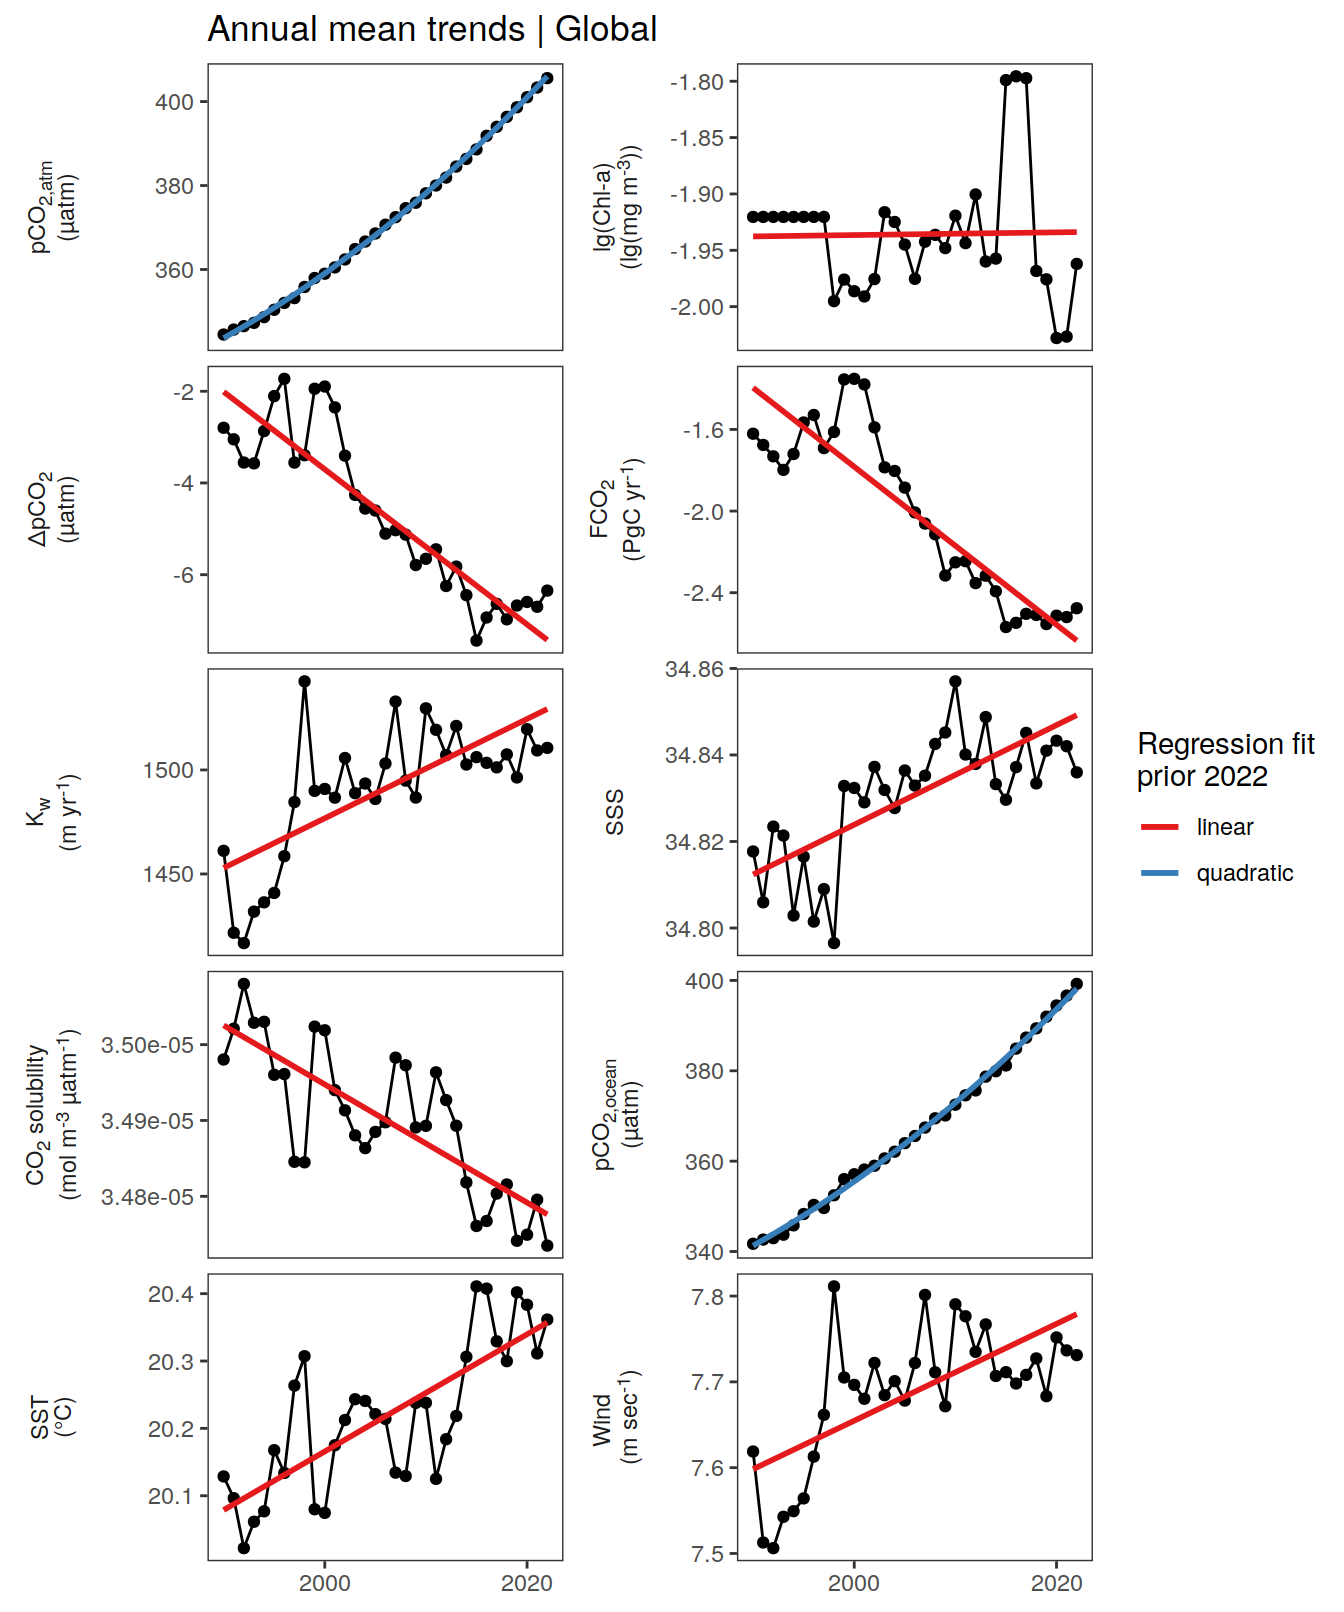 Annual mean trends | Global
pCO2,atm
(µatm)
400
380
360
lg(Chl-a)
(lg(mg m-3))
-1.80
-1.85
-1.90
-1.95
-2.00
ΔpCO2
(µatm)
-2
-4
-6
FCO2
(PgC yr-1)
-1.6
-2.0
-2.4
Kw
(m yr-1)
1500
1450
SSS
34.86
34.84
34.82
34.80
CO2 solubility
(mol m-3 µatm-1)
3.50e-05
3.49e-05
3.48e-05
pCO2,ocean
(µatm)
400
380
360
340
SST
(°C)
20.4
20.3
20.2
20.1
2000
2020
Wind
(m sec-1)
7.8
7.7
7.6
7.5
2000
2020
Regression fit
prior 2022
linear
quadratic